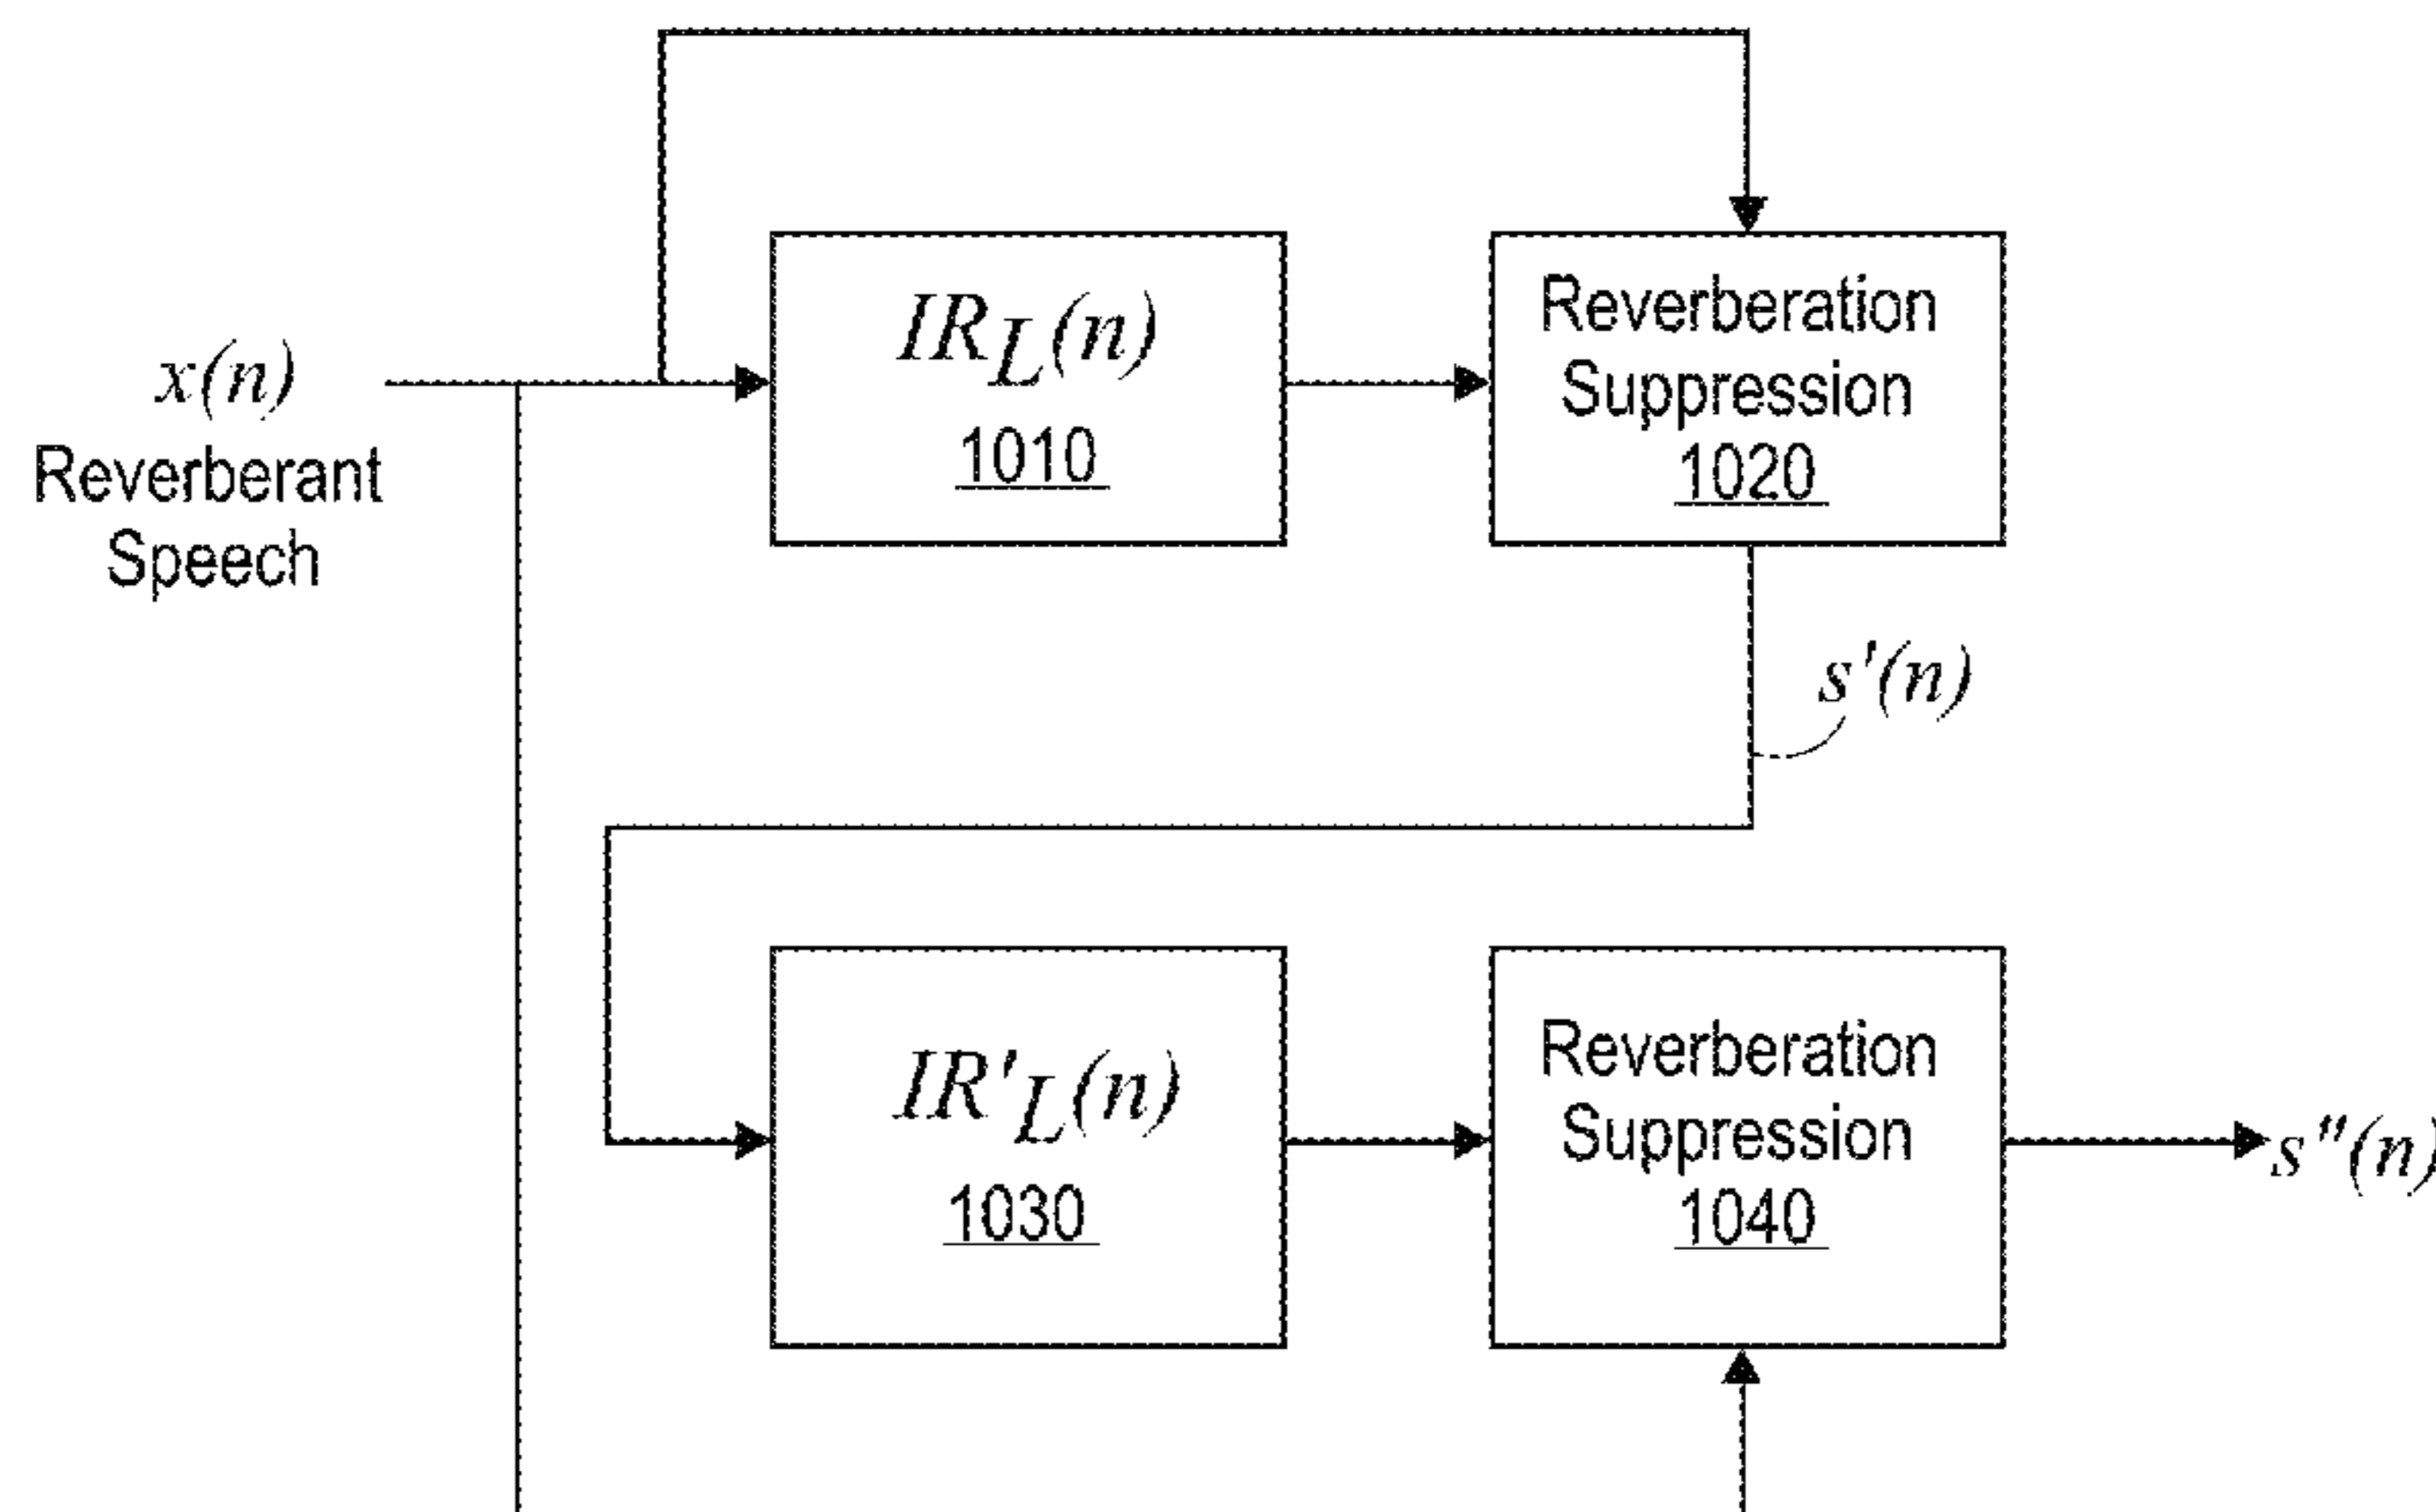 x(n)
Reverberant
Speech
IR_L(n)
1010
Reverberation
Suppression
1020
s'(n)
IR'_L(n)
1030
Reverberation
Suppression
1040
s"(n)